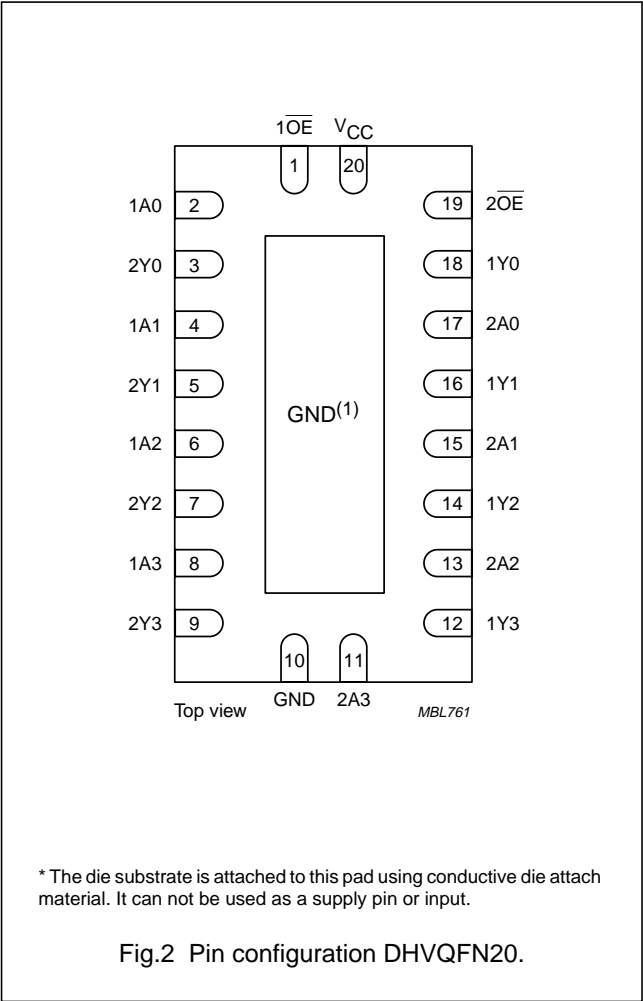 1O̅E̅ VCC
1 20
1A0 2 19 2O̅E̅
2Y0 3 18 1Y0
1A1 4 17 2A0
2Y1 5 16 1Y1
GND(1)
1A2 6 15 2A1
2Y2 7 14 1Y2
1A3 8 13 2A2
2Y3 9 12 1Y3
10 11
Top view GND 2A3 MBL761
* The die substrate is attached to this pad using conductive die attach
material. It can not be used as a supply pin or input.
Fig.2 Pin configuration DHVQFN20.